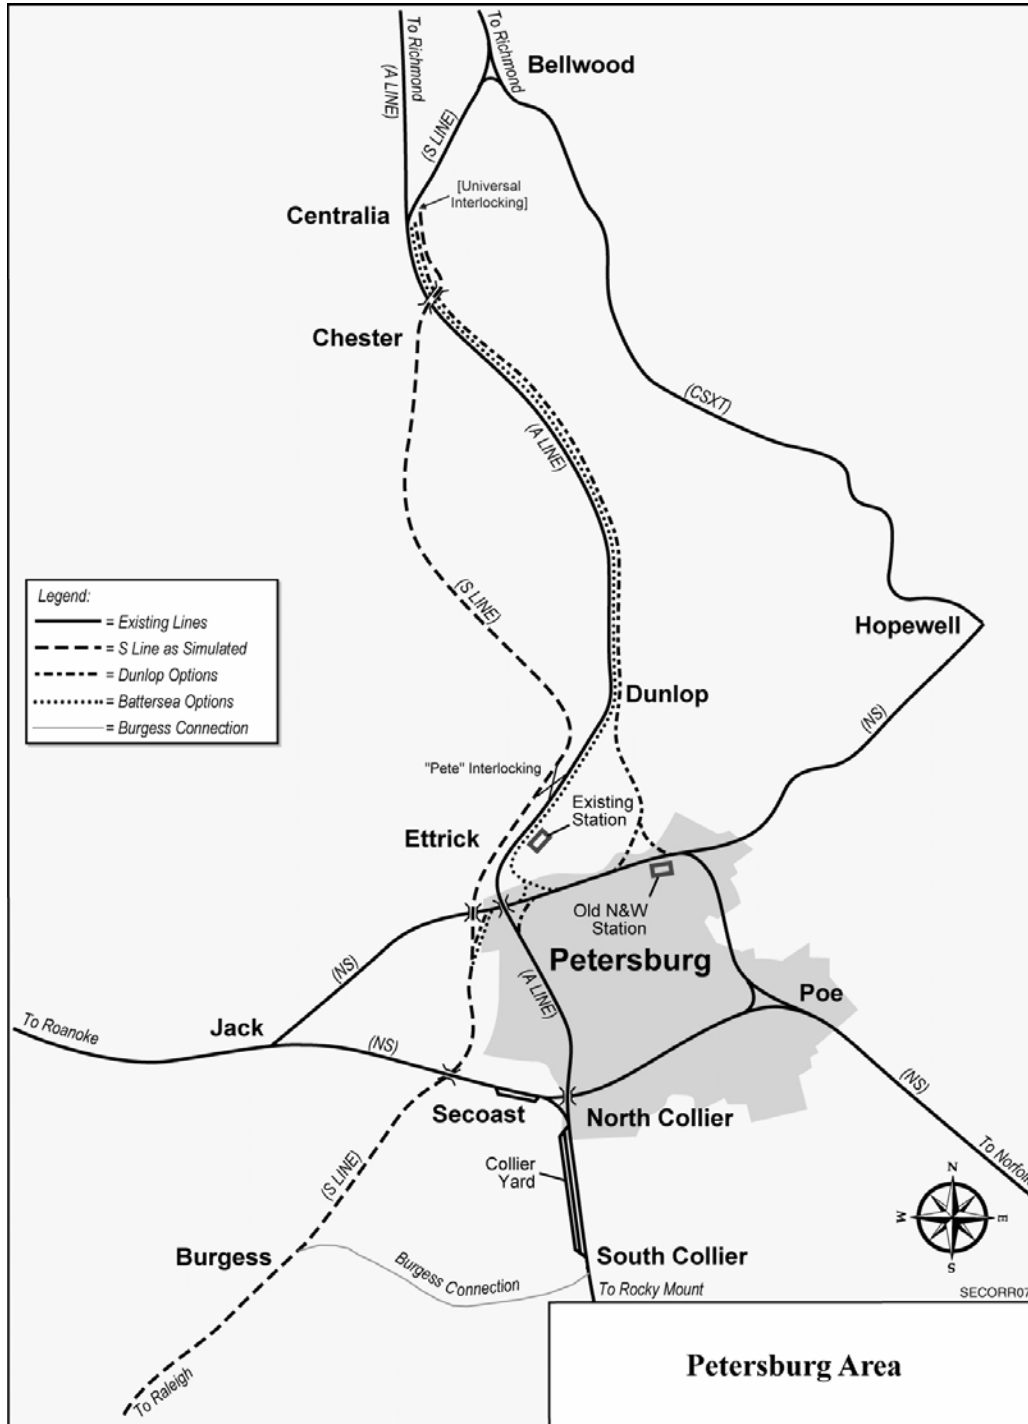 To Richmond
(A LINE)
To Richmond
Bellwood
(S LINE)
[Universal
Interlocking]
Centralia
Chester
(CSXT)
(A LINE)
Legend:
= Existing Lines
= S Line as Simulated
= Dunlop Options
= Battersea Options
= Burgess Connection
(S LINE)
Hopewell
Dunlop
(NS)
"Pete" Interlocking
Existing
Station
Ettrick
Old N&W
Station
Petersburg
(NS)
(A LINE)
Poe
To Roanoke
Jack
(NS)
(NS)
Secoast
North Collier
To Norfolk
(S LINE)
Collier
Yard
N
W
E
S
Burgess
Burgess Connection
South Collier
To Rocky Mount
SECORR07
To Raleigh
Petersburg Area